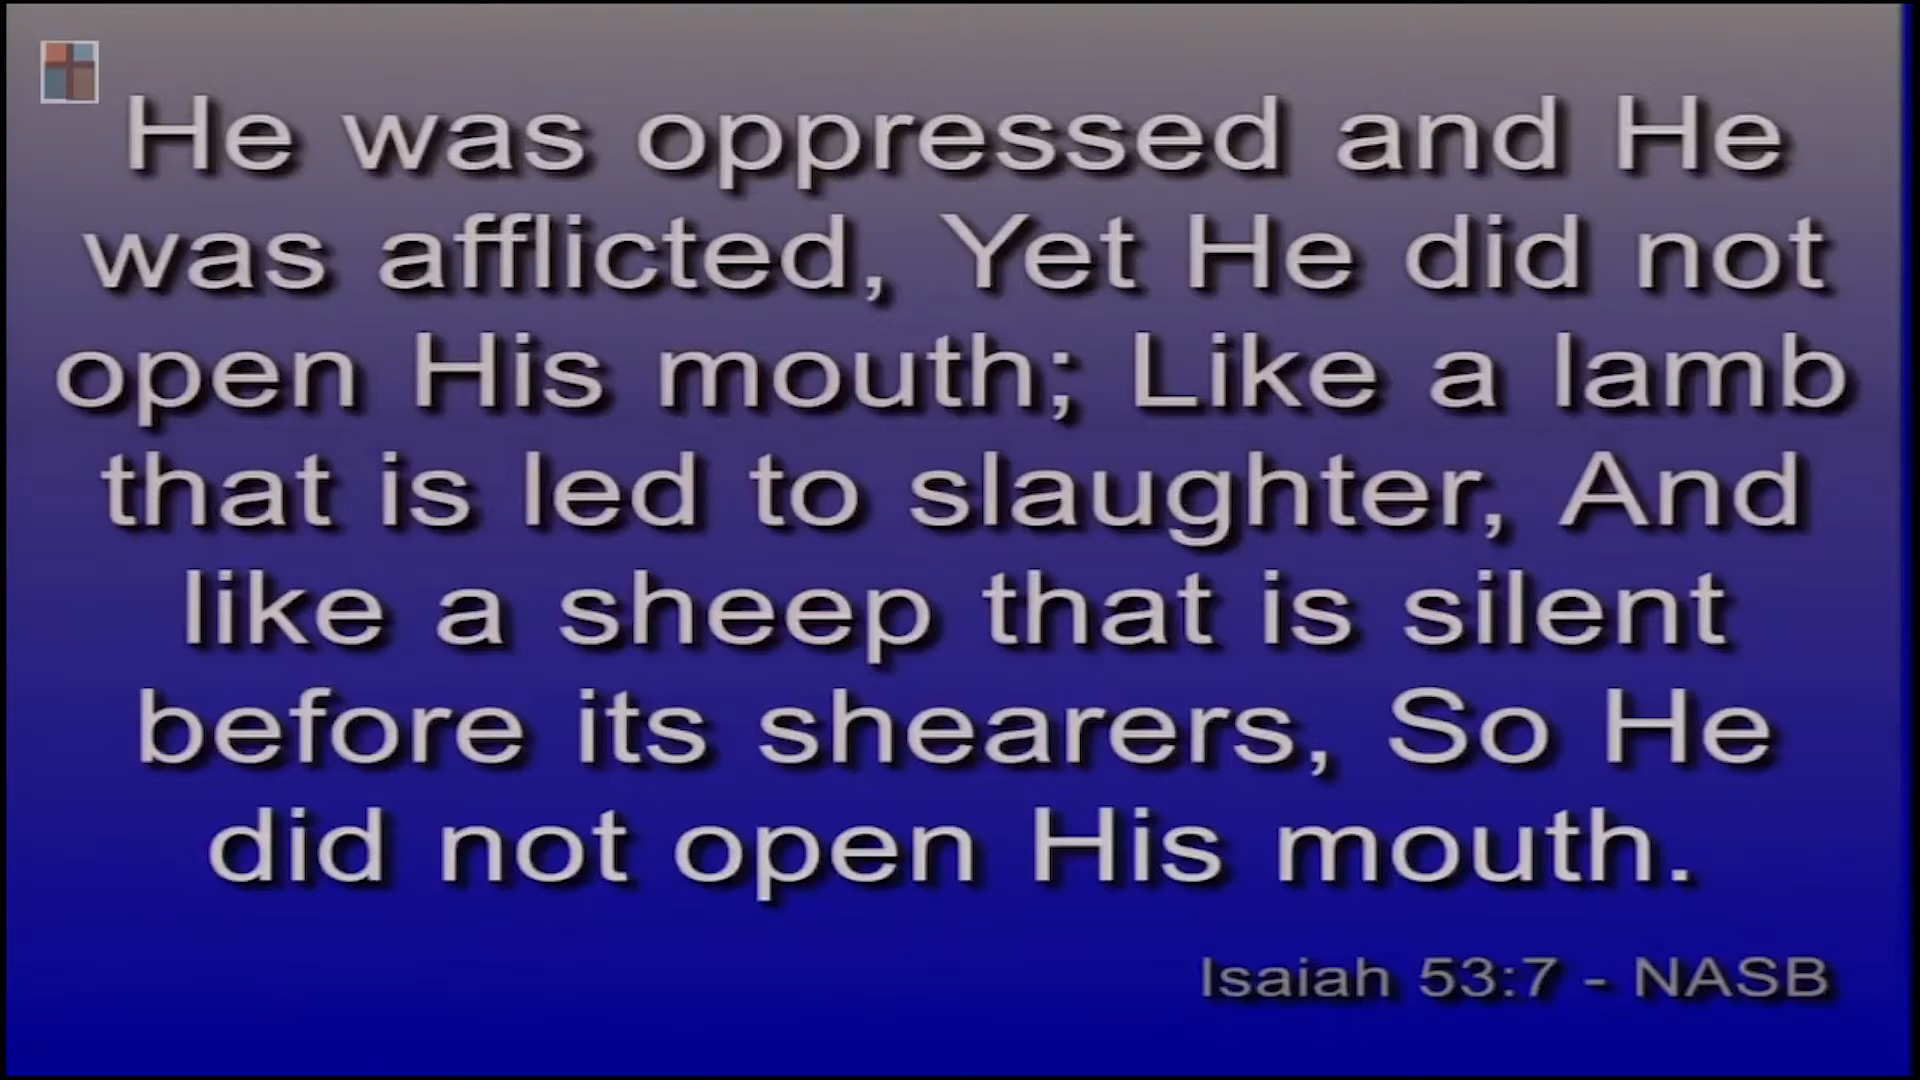 He was oppressed and He
was afflicted, Yet He did not
open His mouth; Like a lamb
that is led to slaughter, And
like a sheep that is silent
before its shearers, So He
did not open His mouth.
Isaiah 53:7 - NASB